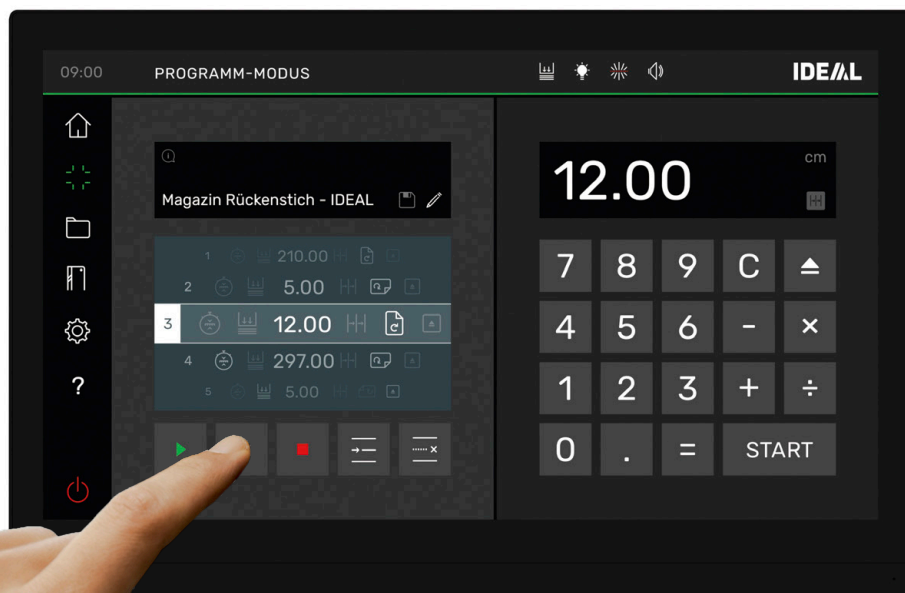 09:00 PROGRAMM-MODUS IDEAL
Magazin Rückenstich - IDEAL
1 210.00
2 5.00
3 12.00
4 297.00
5 5.00
12.00 cm
7 8 9 C
4 5 6 - ×
1 2 3 + ÷
0 . = START
?